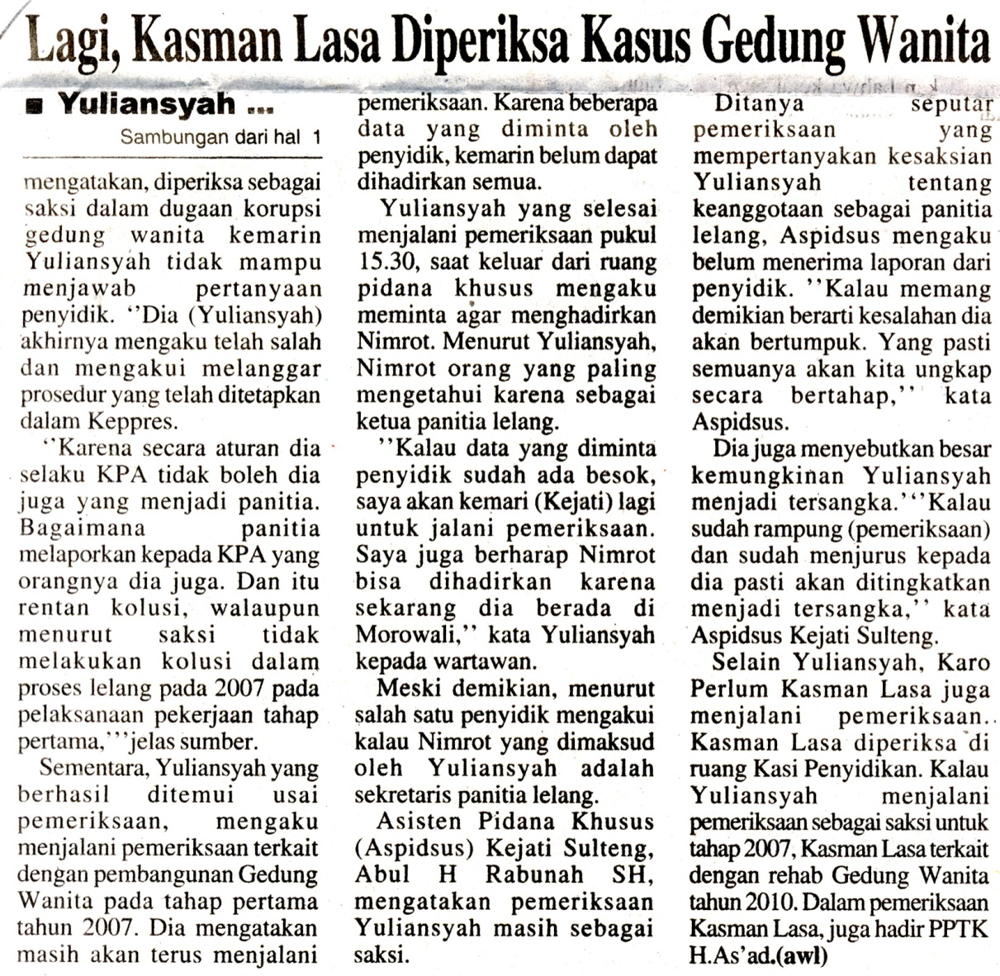 Lagi, Kasman Lasa Diperiksa Kasus Gedung Wanita
■ Yuliansyah ...
Sambungan dari hal 1
mengatakan, diperiksa sebagai
saksi dalam dugaan korupsi
gedung wanita kemarin
Yuliansyah tidak mampu
menjawab pertanyaan
penyidik. ‘’Dia (Yuliansyah)
akhirnya mengaku telah salah
dan mengakui melanggar
prosedur yang telah ditetapkan
dalam Keppres.
‘’Karena secara aturan dia
selaku KPA tidak boleh dia
juga yang menjadi panitia.
Bagaimana panitia
melaporkan kepada KPA yang
orangnya dia juga. Dan itu
rentan kolusi, walaupun
menurut saksi tidak
melakukan kolusi dalam
proses lelang pada 2007 pada
pelaksanaan pekerjaan tahap
pertama,’’’jelas sumber.
Sementara, Yuliansyah yang
berhasil ditemui usai
pemeriksaan, mengaku
menjalani pemeriksaan terkait
dengan pembangunan Gedung
Wanita pada tahap pertama
tahun 2007. Dia mengatakan
masih akan terus menjalani
pemeriksaan. Karena beberapa
data yang diminta oleh
penyidik, kemarin belum dapat
dihadirkan semua.
Yuliansyah yang selesai
menjalani pemeriksaan pukul
15.30, saat keluar dari ruang
pidana khusus mengaku
meminta agar menghadirkan
Nimrot. Menurut Yuliansyah,
Nimrot orang yang paling
mengetahui karena sebagai
ketua panitia lelang.
’’Kalau data yang diminta
penyidik sudah ada besok,
saya akan kemari (Kejati) lagi
untuk jalani pemeriksaan.
Saya juga berharap Nimrot
bisa dihadirkan karena
sekarang dia berada di
Morowali,’’ kata Yuliansyah
kepada wartawan.
Meski demikian, menurut
salah satu penyidik mengakui
kalau Nimrot yang dimaksud
oleh Yuliansyah adalah
sekretaris panitia lelang.
Asisten Pidana Khusus
(Aspidsus) Kejati Sulteng,
Abul H Rabunah SH,
mengatakan pemeriksaan
Yuliansyah masih sebagai
saksi.
Ditanya seputar
pemeriksaan yang
mempertanyakan kesaksian
Yuliansyah tentang
keanggotaan sebagai panitia
lelang, Aspidsus mengaku
belum menerima laporan dari
penyidik. ’’Kalau memang
demikian berarti kesalahan dia
akan bertumpuk. Yang pasti
semuanya akan kita ungkap
secara bertahap,’’ kata
Aspidsus.
Dia juga menyebutkan besar
kemungkinan Yuliansyah
menjadi tersangka.’‘’Kalau
sudah rampung (pemeriksaan)
dan sudah menjurus kepada
dia pasti akan ditingkatkan
menjadi tersangka,’’ kata
Aspidsus Kejati Sulteng.
Selain Yuliansyah, Karo
Perlum Kasman Lasa juga
menjalani pemeriksaan.
Kasman Lasa diperiksa di
ruang Kasi Penyidikan. Kalau
Yuliansyah menjalani
pemeriksaan sebagai saksi untuk
tahap 2007, Kasman Lasa terkait
dengan rehab Gedung Wanita
tahun 2010. Dalam pemeriksaan
Kasman Lasa, juga hadir PPTK
H.As’ad.(awl)